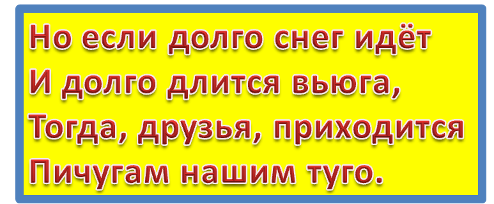 Но если долго снег идёт
И долго длится вьюга,
Тогда, друзья, приходится
Пичугам нашим туго.